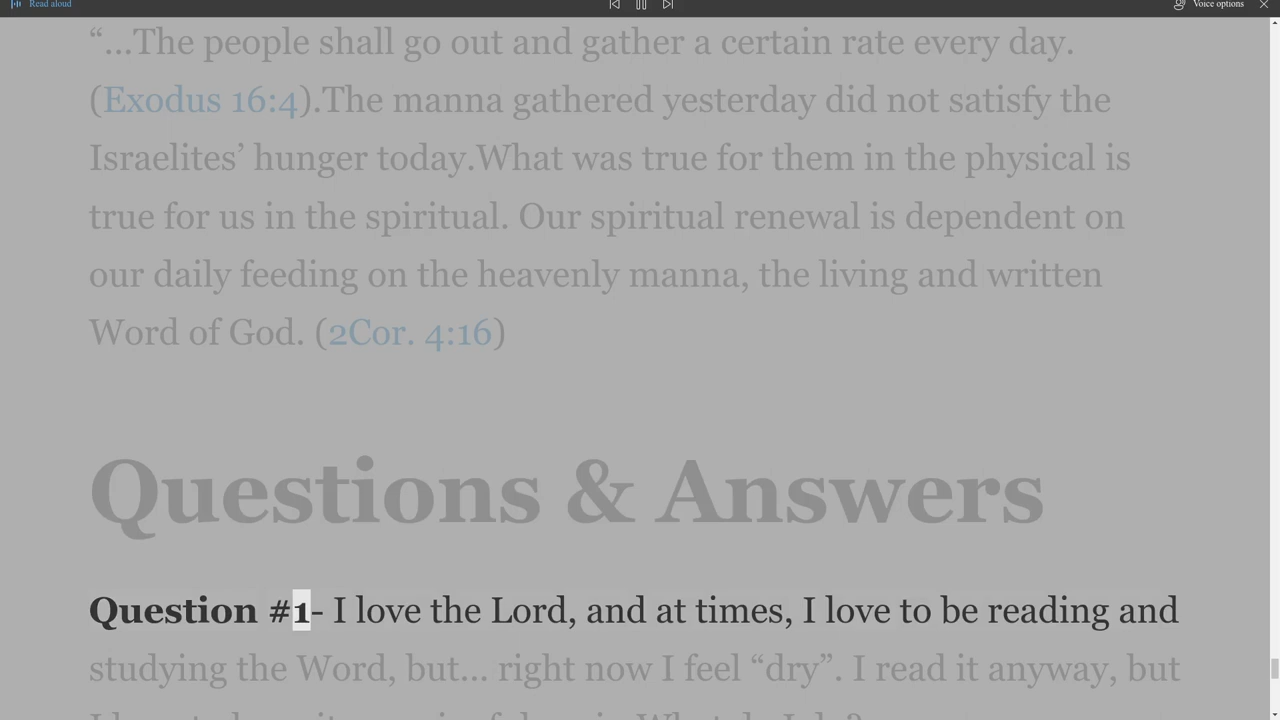 Read aloud
Voice options
“…The people shall go out and gather a certain rate every day.
(Exodus 16:4).The manna gathered yesterday did not satisfy the
Israelites’ hunger today.What was true for them in the physical is
true for us in the spiritual. Our spiritual renewal is dependent on
our daily feeding on the heavenly manna, the living and written
Word of God. (2Cor. 4:16)
Questions & Answers
Question #1- I love the Lord, and at times, I love to be reading and
studying the Word, but... right now I feel “dry”. I read it anyway, but